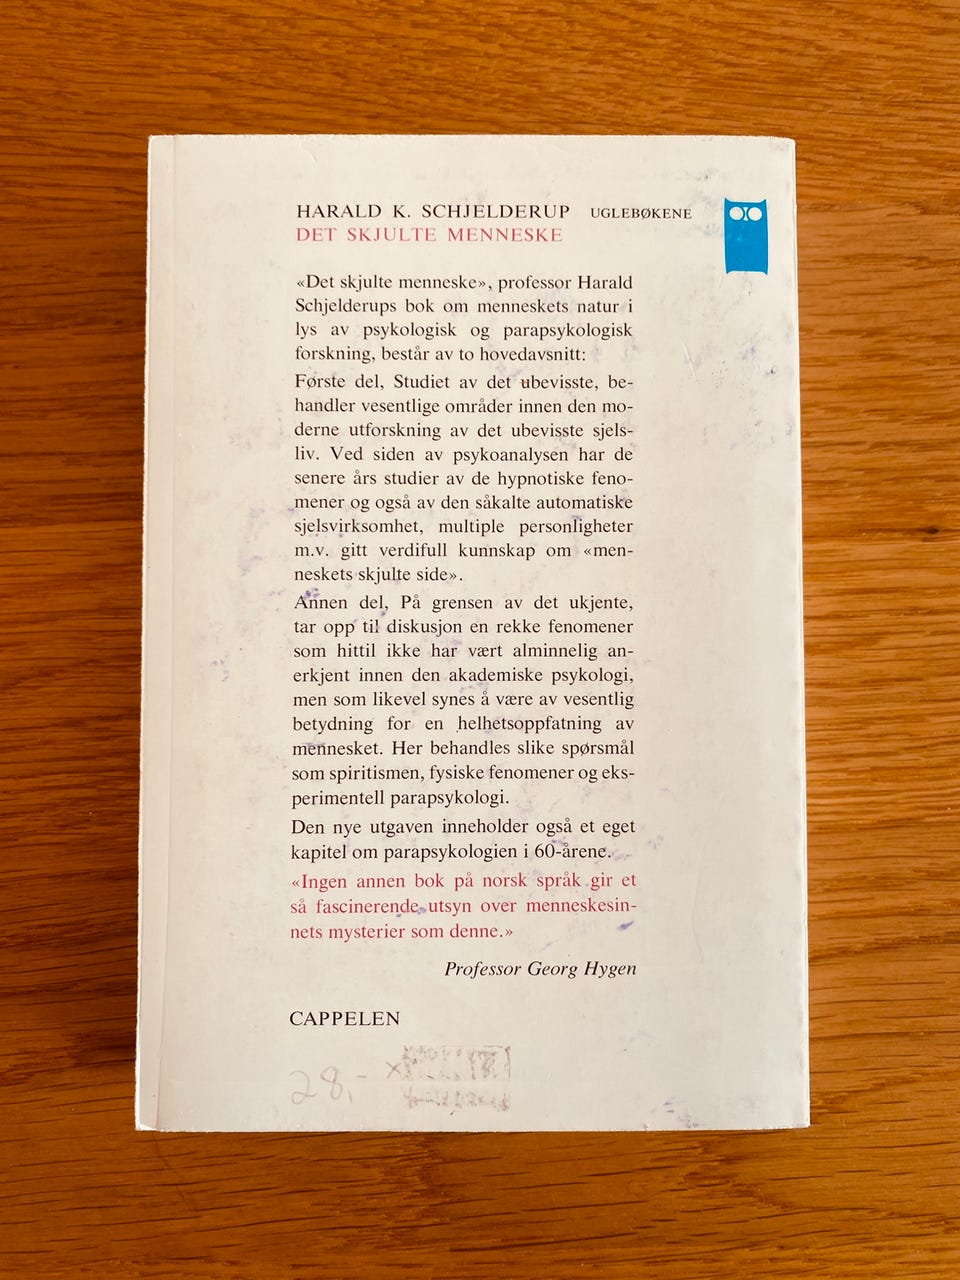 HARALD K. SCHJELDERUP UGLEBØKENE
DET SKJULTE MENNESKE
«Det skjulte menneske», professor Harald
Schjelderups bok om menneskets natur i
lys av psykologisk og parapsykologisk
forskning, består av to hovedavsnitt:
Første del, Studiet av det ubevisste, be-
handler vesentlige områder innen den mo-
derne utforskning av det ubevisste sjels-
liv. Ved siden av psykoanalysen har de
senere års studier av de hypnotiske feno-
mener og også av den såkalte automatiske
sjelsvirksomhet, multiple personligheter
m.v. gitt verdifull kunnskap om «men-
neskets skjulte side».
Annen del, På grensen av det ukjente,
tar opp til diskusjon en rekke fenomener
som hittil ikke har vært alminnelig an-
erkjent innen den akademiske psykologi,
men som likevel synes å være av vesentlig
betydning for en helhetsoppfatning av
mennesket. Her behandles slike spørsmål
som spiritismen, fysiske fenomener og eks-
perimentell parapsykologi.
Den nye utgaven inneholder også et eget
kapitel om parapsykologien i 60-årene.
«Ingen annen bok på norsk språk gir et
så fascinerende utsyn over menneskesin-
nets mysterier som denne.»
Professor Georg Hygen
CAPPELEN
28,-